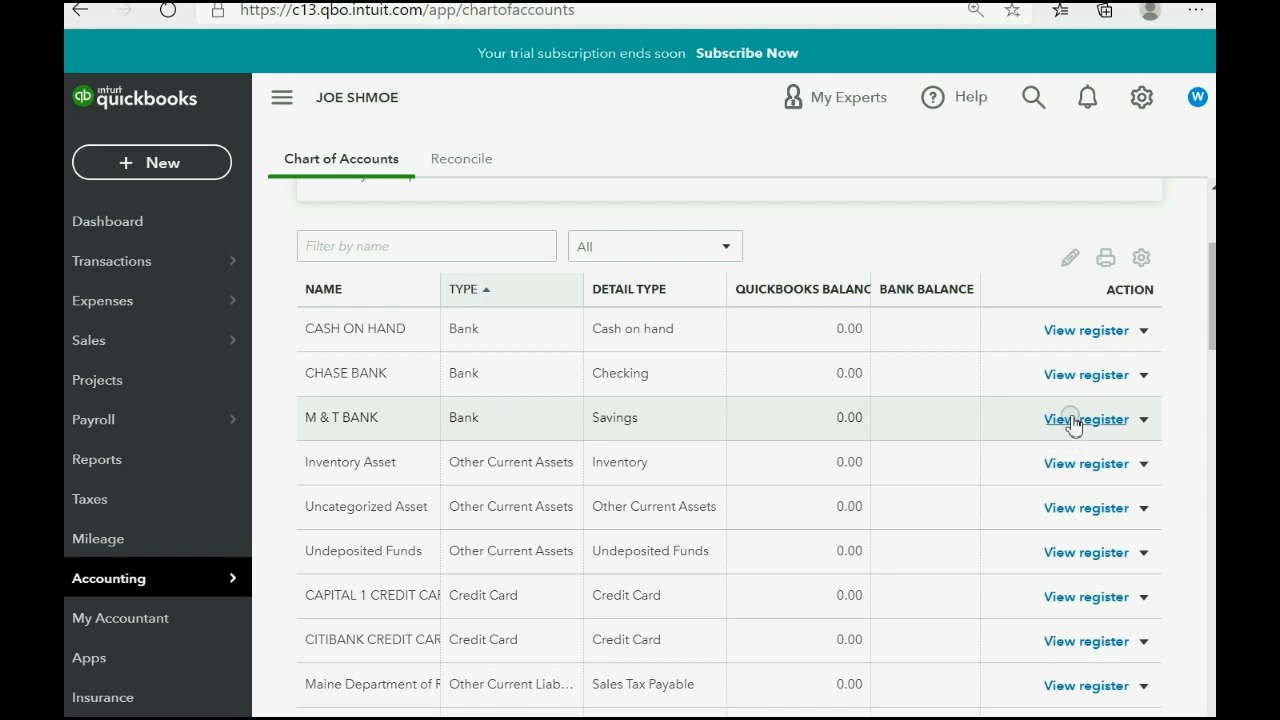 https://c13.qbo.intuit.com/app/chartofaccounts
Your trial subscription ends soon Subscribe Now
qb intuit quickbooks
JOE SHMOE
My Experts
Help
W
+ New
Chart of Accounts
Reconcile
Dashboard
Transactions
Expenses
Sales
Projects
Payroll
Reports
Taxes
Mileage
Accounting
My Accountant
Apps
Insurance
Filter by name
All
NAME TYPE DETAIL TYPE QUICKBOOKS BALANC BANK BALANCE ACTION
CASH ON HAND Bank Cash on hand 0.00 View register
CHASE BANK Bank Checking 0.00 View register
M & T BANK Bank Savings 0.00 View register
Inventory Asset Other Current Assets Inventory 0.00 View register
Uncategorized Asset Other Current Assets Other Current Assets 0.00 View register
Undeposited Funds Other Current Assets Undeposited Funds 0.00 View register
CAPITAL 1 CREDIT CAR Credit Card Credit Card 0.00 View register
CITIBANK CREDIT CAR Credit Card Credit Card 0.00 View register
Maine Department of R Other Current Liab... Sales Tax Payable 0.00 View register